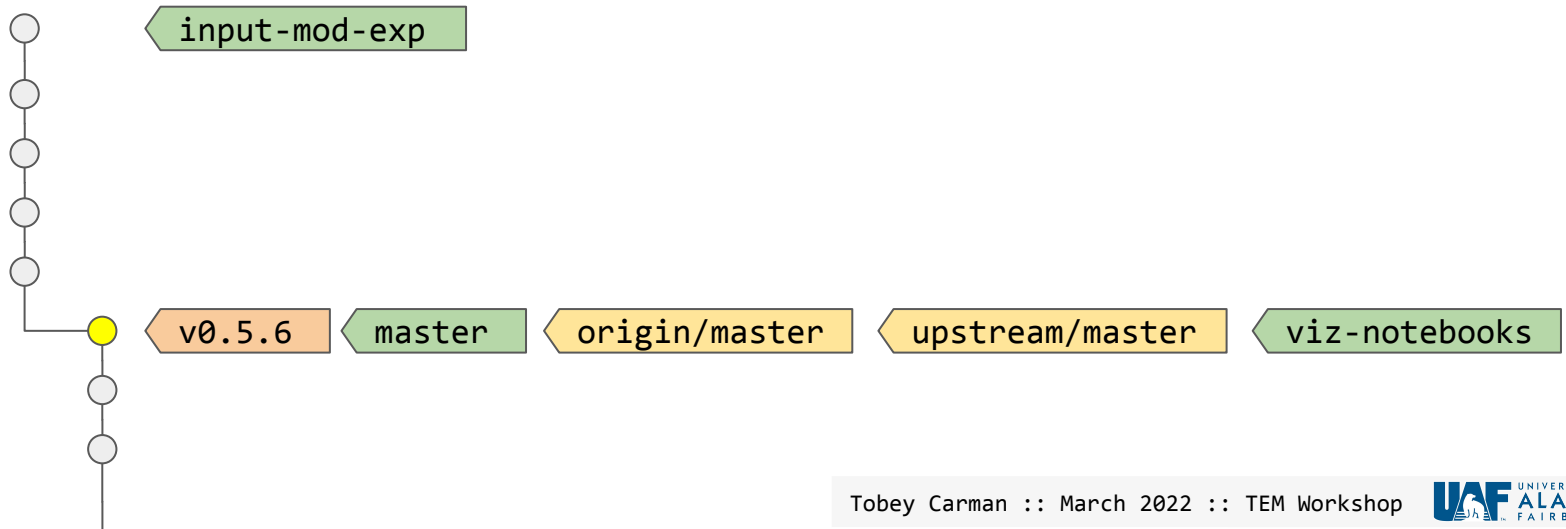 input-mod-exp
v0.5.6 master origin/master upstream/master viz-notebooks
Tobey Carman :: March 2022 :: TEM Workshop
UAF